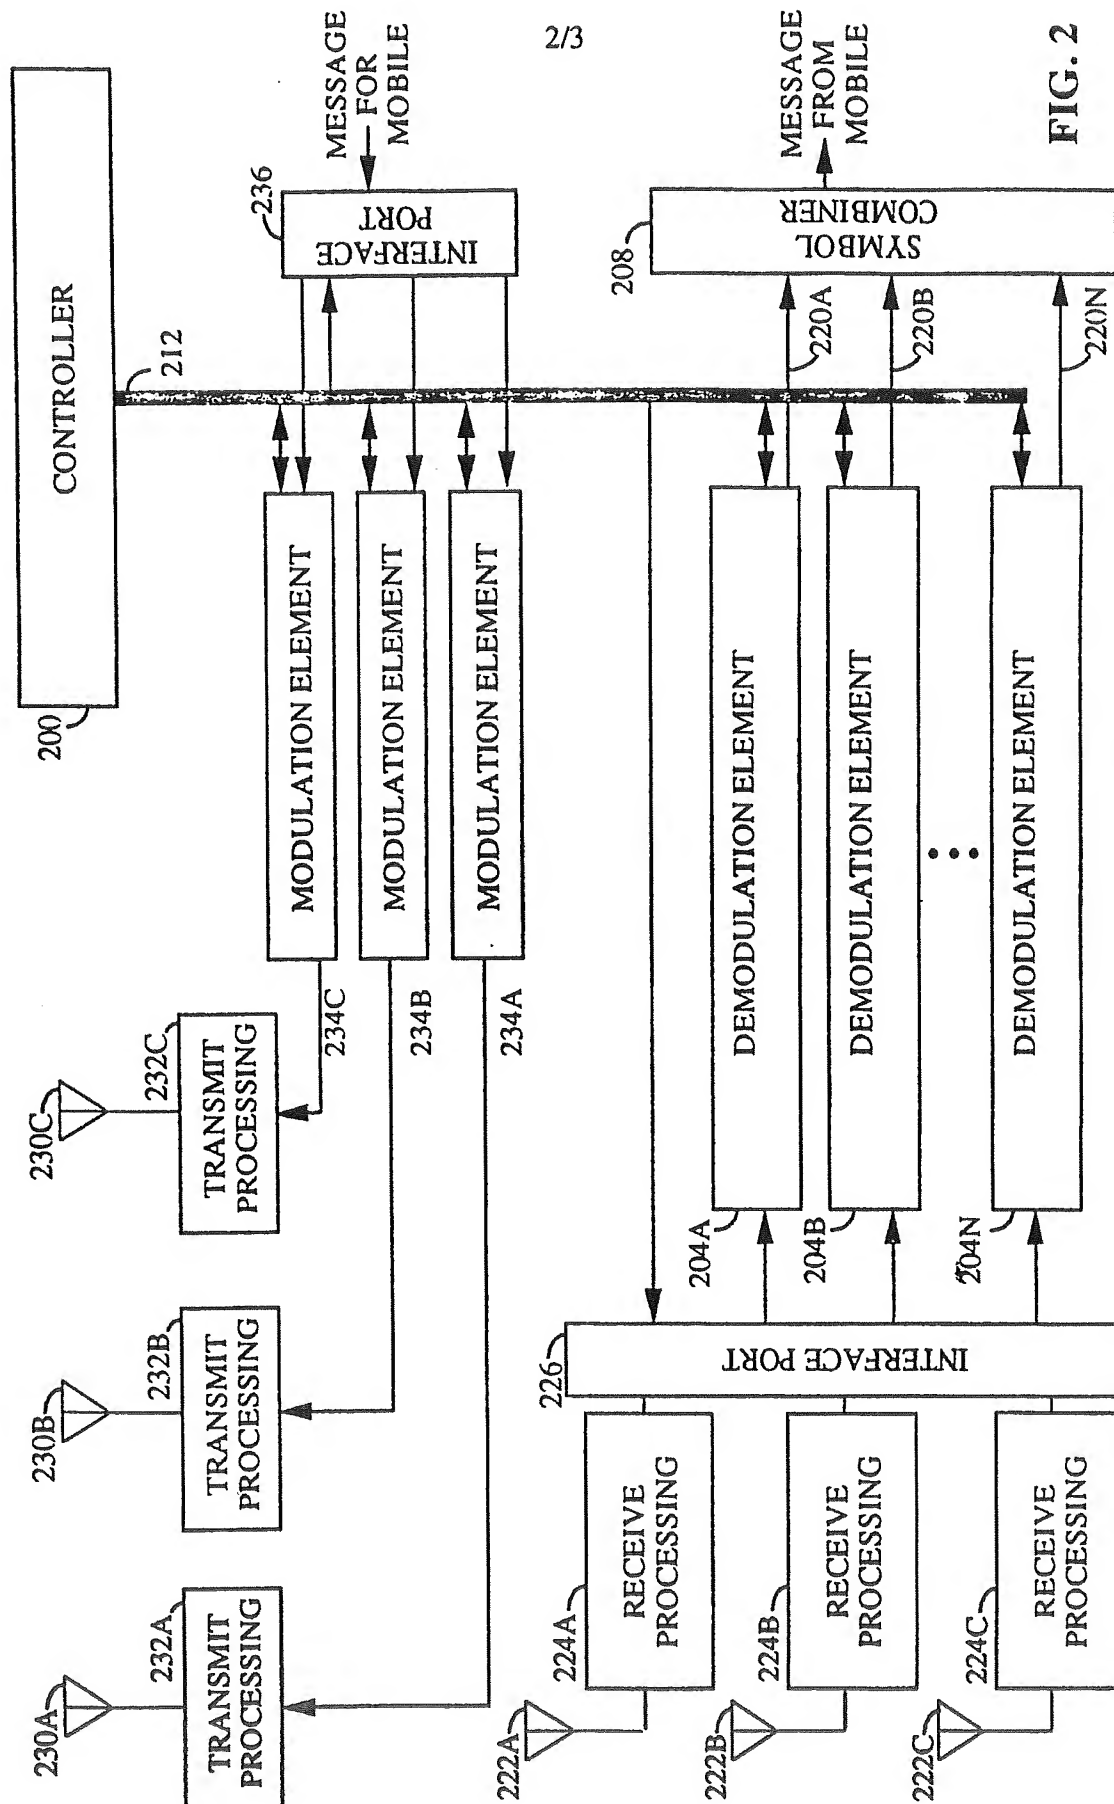 2/3
CONTROLLER
200
212
MESSAGE
FOR
MOBILE
236
INTERFACE
PORT
MODULATION ELEMENT
MODULATION ELEMENT
MODULATION ELEMENT
234C
234B
234A
230A
232A
TRANSMIT
PROCESSING
230B
232B
TRANSMIT
PROCESSING
230C
232C
TRANSMIT
PROCESSING
222A
224A
RECEIVE
PROCESSING
222B
224B
RECEIVE
PROCESSING
222C
224C
RECEIVE
PROCESSING
226
INTERFACE PORT
204A
DEMODULATION ELEMENT
204B
DEMODULATION ELEMENT
•••
204N
DEMODULATION ELEMENT
220A
220B
220N
208
SYMBOL
COMBINER
MESSAGE
FROM
MOBILE
FIG. 2